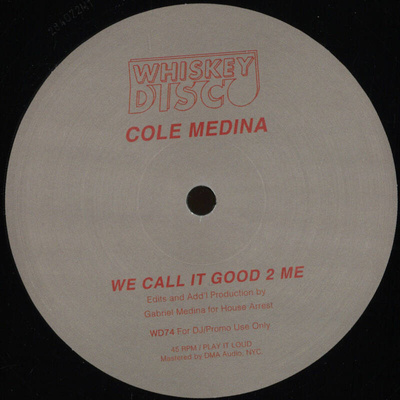 WHISKEY
DISCO
COLE MEDINA
WE CALL IT GOOD 2 ME
Edits and Add'l Production by
Gabriel Medina for House Arrest
WD74 For DJ/Promo Use Only
45 RPM / PLAY IT LOUD
Mastered by DMA Audio, NYC.